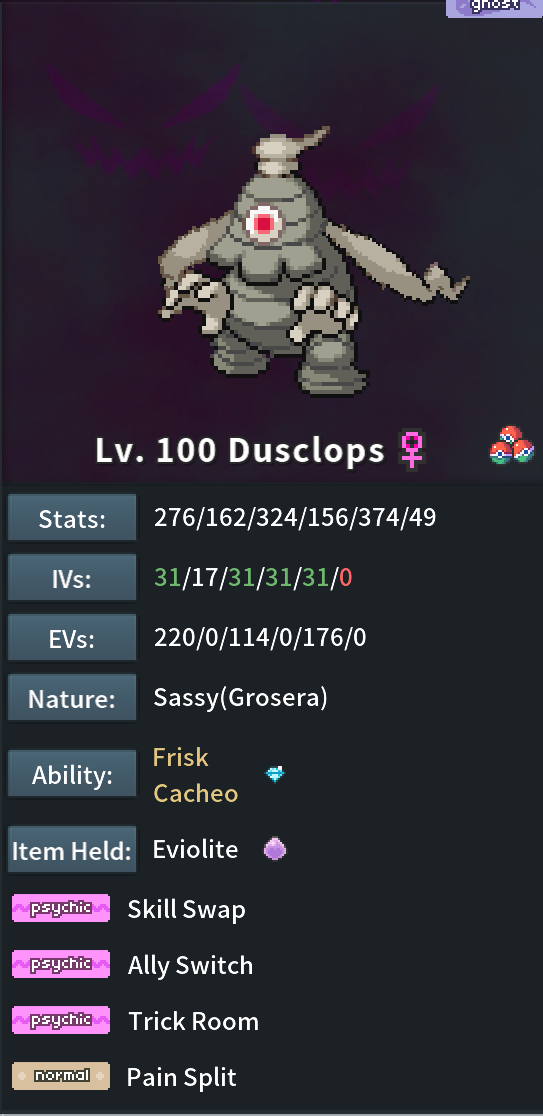 ghost
Lv. 100 Dusclops
Stats: 276/162/324/156/374/49
IVs: 31/17/31/31/31/0
EVs: 220/0/114/0/176/0
Nature: Sassy(Grosera)
Ability: Frisk
Cacheo
Item Held: Eviolite
psychic Skill Swap
psychic Ally Switch
psychic Trick Room
normal Pain Split